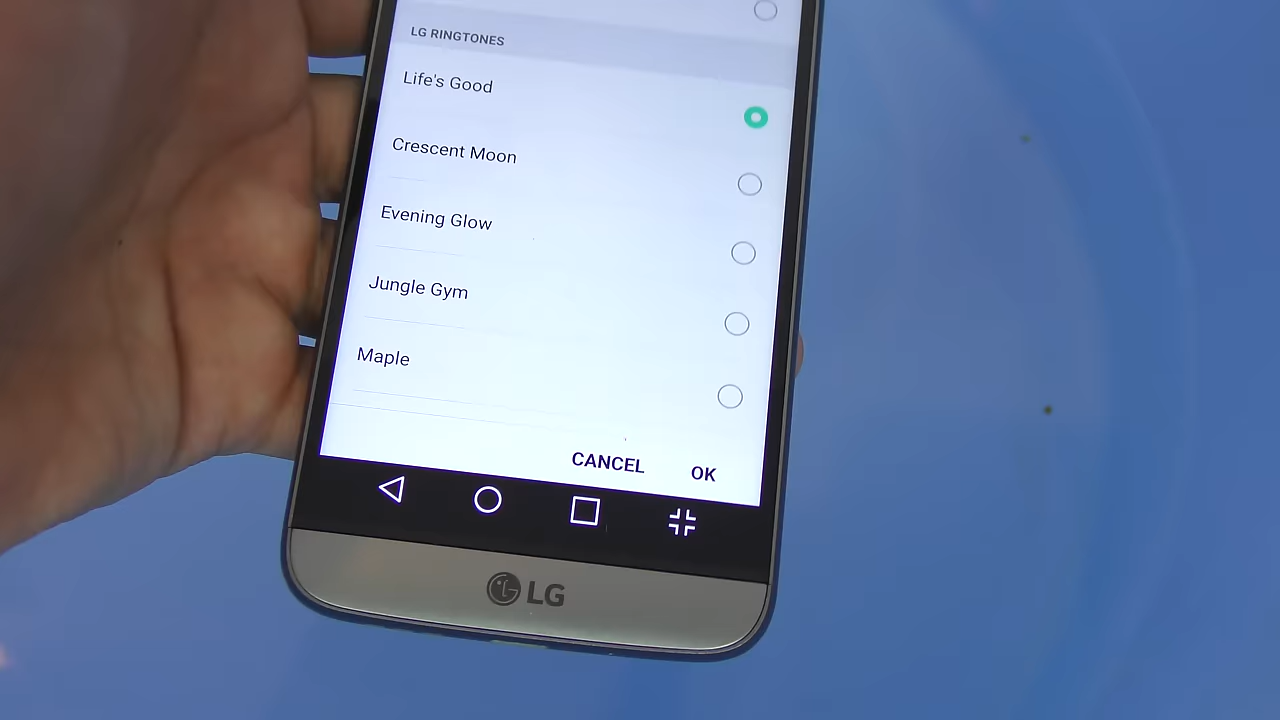 LG RINGTONES
Life's Good
Crescent Moon
Evening Glow
Jungle Gym
Maple
CANCEL OK
LG